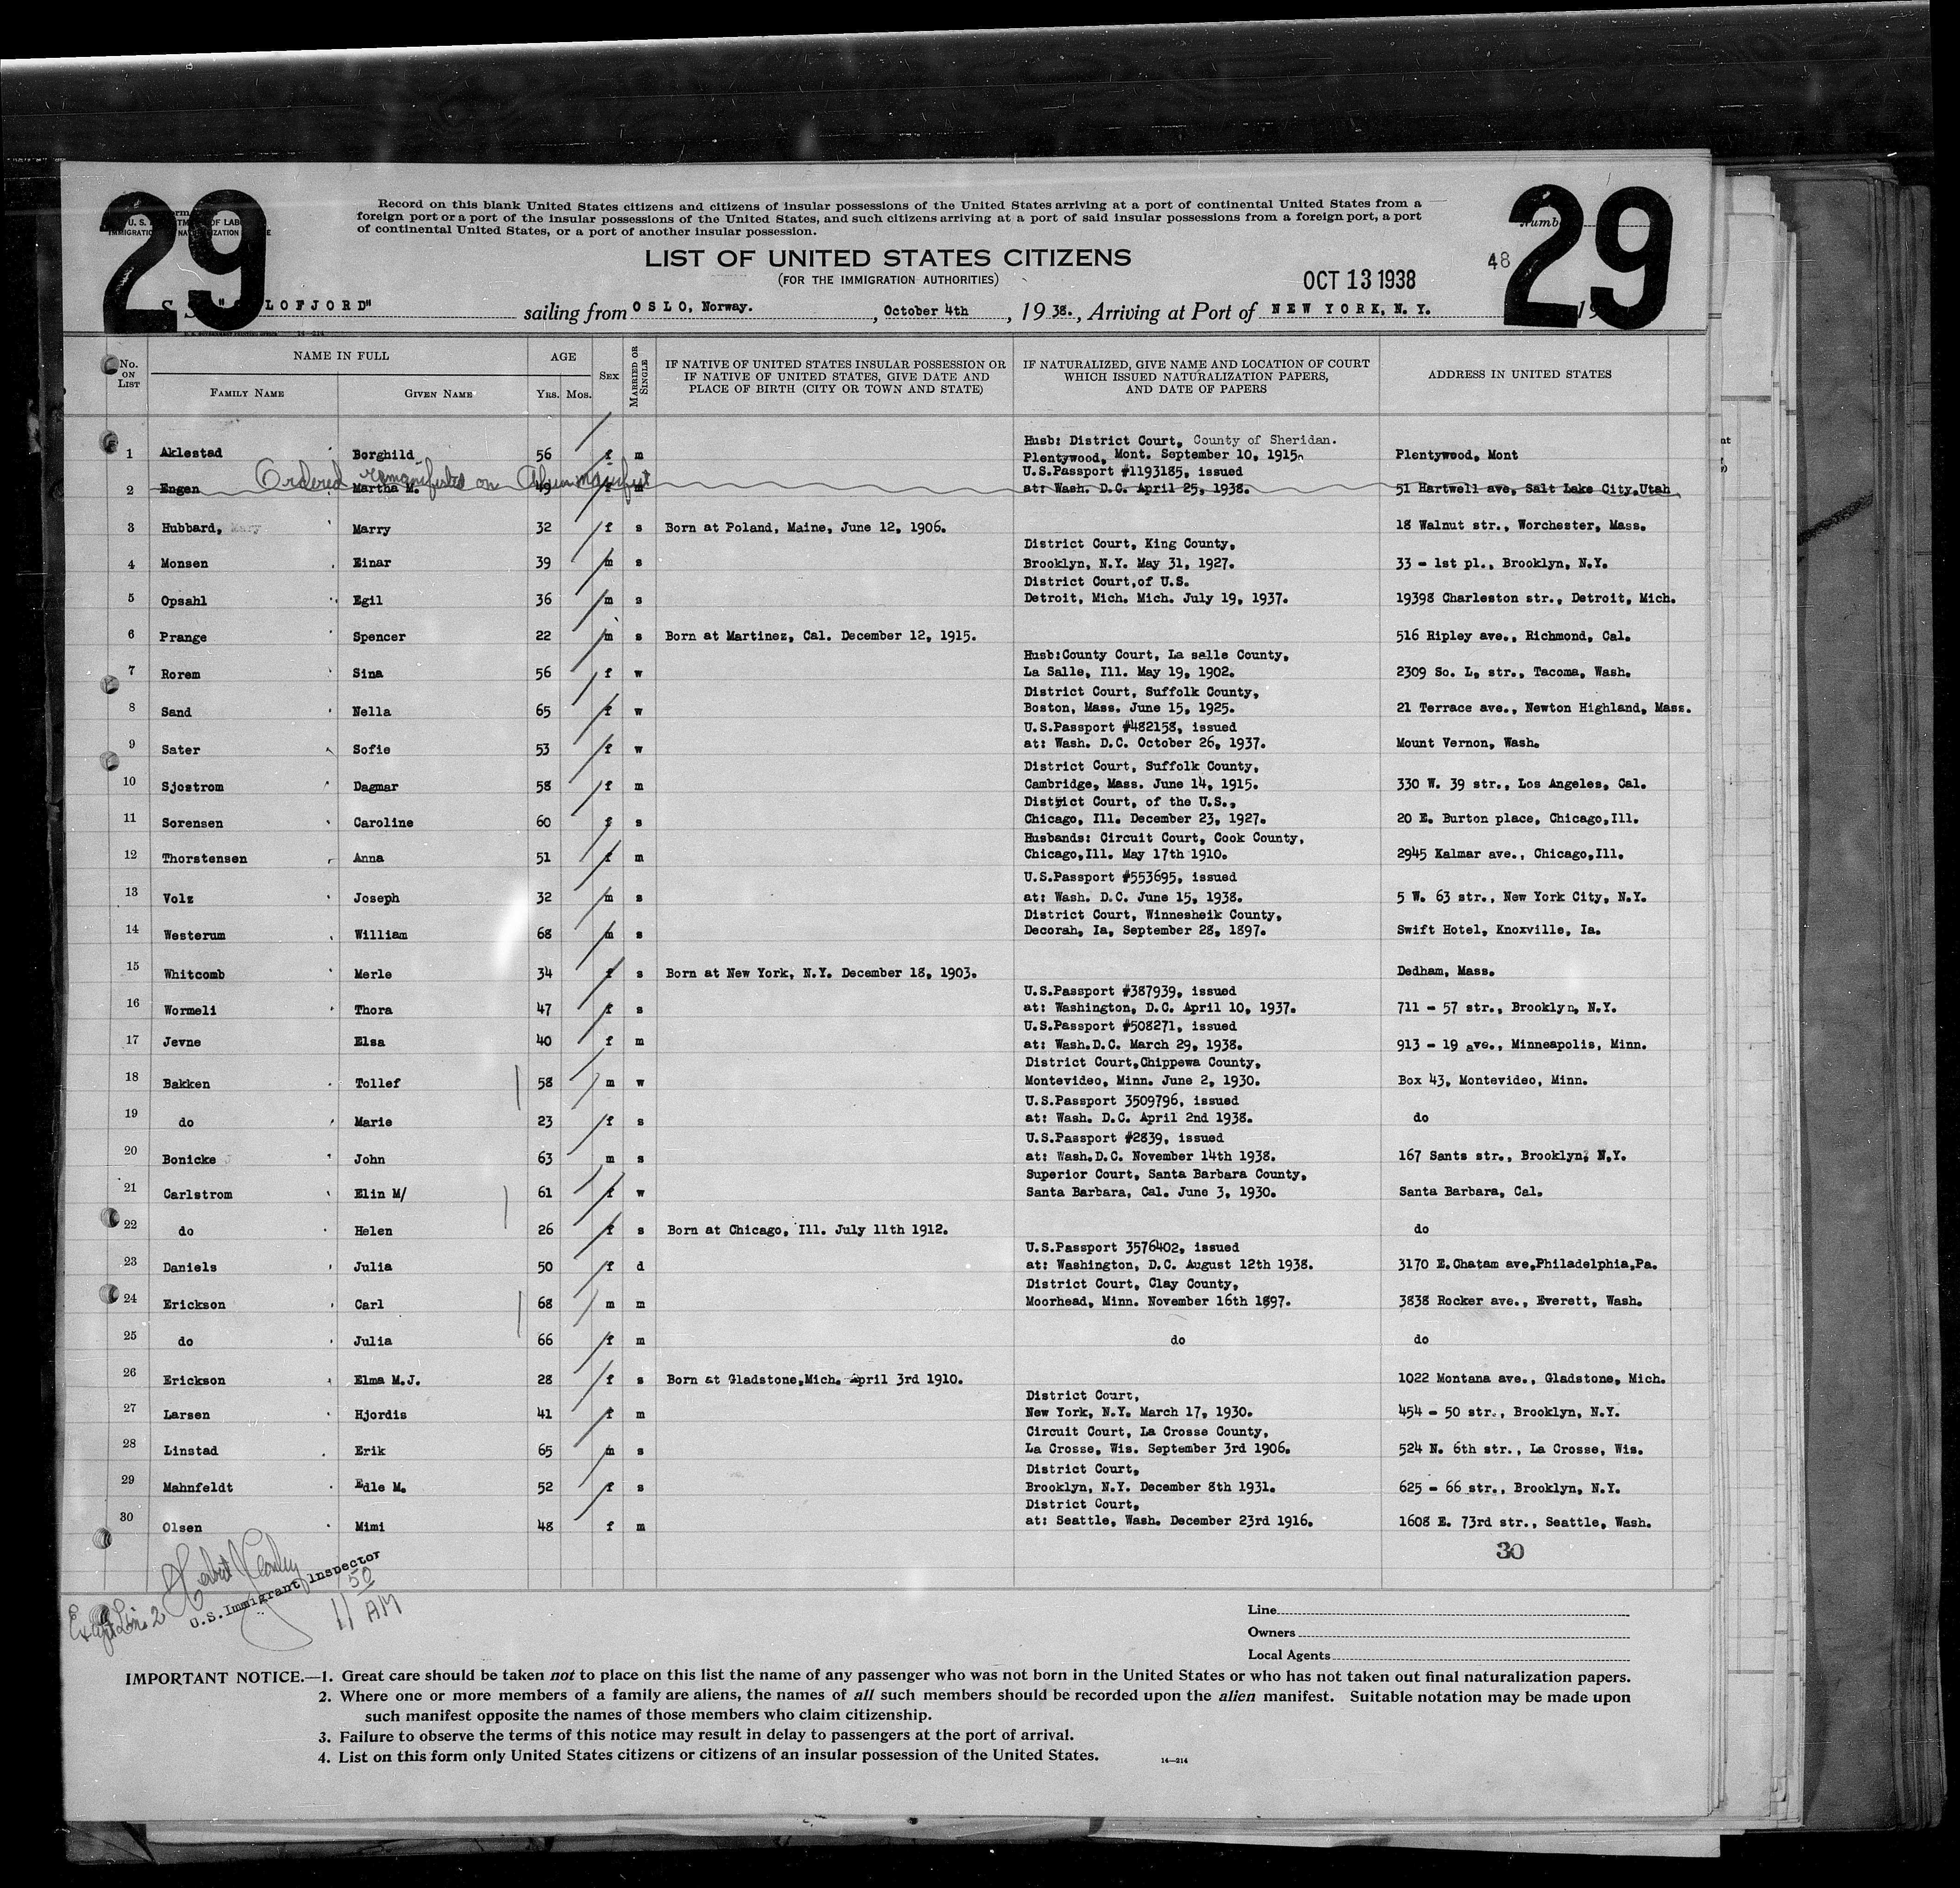 29
29
U. S.
OF LAB
IMMIGRATIO
Record on this blank United States citizens and citizens of insular possessions of the United States arriving at a port of continental United States from a
foreign port or a port of the insular possessions of the United States, and such citizens arriving at a port of said insular possessions from a foreign port, a port
of continental United States, or a port of another insular possession.
LIST OF UNITED STATES CITIZENS
(FOR THE IMMIGRATION AUTHORITIES)
OCT 13 1938
48
S S LOFJORD" sailing from OSLO, Norway. , October 4th , 19 38., Arriving at Port of NEW YORK, N.Y.
No. ON LIST
NAME IN FULL
FAMILY NAME
GIVEN NAME
AGE
YRS. MOS.
SEX
MARRIED OR SINGLE
IF NATIVE OF UNITED STATES INSULAR POSSESSION OR
IF NATIVE OF UNITED STATES, GIVE DATE AND
PLACE OF BIRTH (CITY OR TOWN AND STATE)
IF NATURALIZED, GIVE NAME AND LOCATION OF COURT
WHICH ISSUED NATURALIZATION PAPERS,
AND DATE OF PAPERS
ADDRESS IN UNITED STATES
Husb: District Court, County of Sheridan.
1 Aklestad Borghild 56 f m Plentywood, Mont. September 10, 1915. Plentywood, Mont
Ordered remanifested on Alien manifest
U.S.Passport #1193185, issued
2 Engen Martha M. 49 f m at: Wash. D.C. April 25, 1938. 51 Hartwell ave, Salt Lake City,Utah
3 Hubbard, Mary Marry 32 f s Born at Poland, Maine, June 12, 1906. 18 Walnut str., Worchester, Mass.
District Court, King County,
4 Monsen Einar 39 m s Brooklyn, N.Y. May 31, 1927. 33 - 1st pl., Brooklyn, N.Y.
District Court,of U.S.
5 Opsahl Egil 36 m s Detroit, Mich. Mich. July 19, 1937. 19398 Charleston str., Detroit, Mich.
6 Prange Spencer 22 m s Born at Martinez, Cal. December 12, 1915. 516 Ripley ave., Richmond, Cal.
Husb:County Court, La salle County,
7 Rorem Sina 56 f w La Salle, Ill. May 19, 1902. 2309 So. L, str., Tacoma, Wash.
District Court, Suffolk County,
8 Sand Nella 65 f w Boston, Mass. June 15, 1925. 21 Terrace ave., Newton Highland, Mass.
U.S.Passport #482158, issued
9 Sater Sofie 53 f w at: Wash. D.C. October 26, 1937. Mount Vernon, Wash.
District Court, Suffolk County,
10 Sjostrom Dagmar 58 f m Cambridge, Mass. June 14, 1915. 330 W. 39 str., Los Angeles, Cal.
District Court, of the U.S.,
11 Sorensen Caroline 60 f s Chicago, Ill. December 23, 1927. 20 E. Burton place, Chicago,Ill.
Husbands: Circuit Court, Cook County,
12 Thorstensen Anna 51 f m Chicago,Ill. May 17th 1910. 2945 Kalmar ave., Chicago,Ill.
U.S.Passport #553695, issued
13 Volz Joseph 32 m s at: Wash. D.C. June 15, 1938. 5 W. 63 str., New York City, N.Y.
District Court, Winnesheik County,
14 Westerum William 68 m s Decorah, Ia, September 28, 1897. Swift Hotel, Knoxville, Ia.
15 Whitcomb Merle 34 f s Born at New York, N.Y. December 18, 1903. Dedham, Mass.
U.S.Passport #387939, issued
16 Wormeli Thora 47 f s at: Washington, D.C. April 10, 1937. 711 - 57 str., Brooklyn, N.Y.
U.S.Passport #508271, issued
17 Jevne Elsa 40 f m at: Wash.D.C. March 29, 1938. 913 - 19 ave., Minneapolis, Minn.
District Court,Chippewa County,
18 Bakken Tollef 58 m w Montevideo, Minn. June 2, 1930. Box 43, Montevideo, Minn.
U.S.Passport 3509796, issued
19 do Marie 23 f s at: Wash. D.C. April 2nd 1938. do
U.S.Passport #2839, issued
20 Bonicke John 63 m s at: Wash.D.C. November 14th 1938. 167 Sants str., Brooklyn, N.Y.
Superior Court, Santa Barbara County,
21 Carlstrom Elin M/ 61 f w Santa Barbara, Cal. June 3, 1930. Santa Barbara, Cal.
22 do Helen 26 f s Born at Chicago, Ill. July 11th 1912. do
U.S.Passport 3576402, issued
23 Daniels Julia 50 f d at: Washington, D.C. August 12th 1938. 3170 E.Chatam ave,Philadelphia,Pa.
District Court, Clay County,
24 Erickson Carl 68 m m Moorhead, Minn. November 16th 1897. 3838 Rocker ave., Everett, Wash.
25 do Julia 66 f m do do
26 Erickson Elma M.J. 28 f s Born at Gladstone,Mich. April 3rd 1910. 1022 Montana ave., Gladstone, Mich.
District Court,
27 Larsen Hjordis 41 f m New York, N.Y. March 17, 1930. 454 - 50 str., Brooklyn, N.Y.
Circuit Court, La Crosse County,
28 Linstad Erik 65 m s La Crosse, Wis. September 3rd 1906. 524 N. 6th str., La Crosse, Wis.
District Court,
29 Mahnfeldt Edle M. 52 f s Brooklyn, N.Y. December 8th 1931. 625 - 66 str., Brooklyn, N.Y.
District Court,
30 Olsen Mimi 48 f m at: Seattle, Wash. December 23rd 1916. 1608 E. 73rd str., Seattle, Wash.
30
U.S. Immigrant Inspector
Except Line 2
11 50 AM
Line
Owners
Local Agents
IMPORTANT NOTICE.—1. Great care should be taken not to place on this list the name of any passenger who was not born in the United States or who has not taken out final naturalization papers.
2. Where one or more members of a family are aliens, the names of all such members should be recorded upon the alien manifest. Suitable notation may be made upon
such manifest opposite the names of those members who claim citizenship.
3. Failure to observe the terms of this notice may result in delay to passengers at the port of arrival.
4. List on this form only United States citizens or citizens of an insular possession of the United States.
14—214